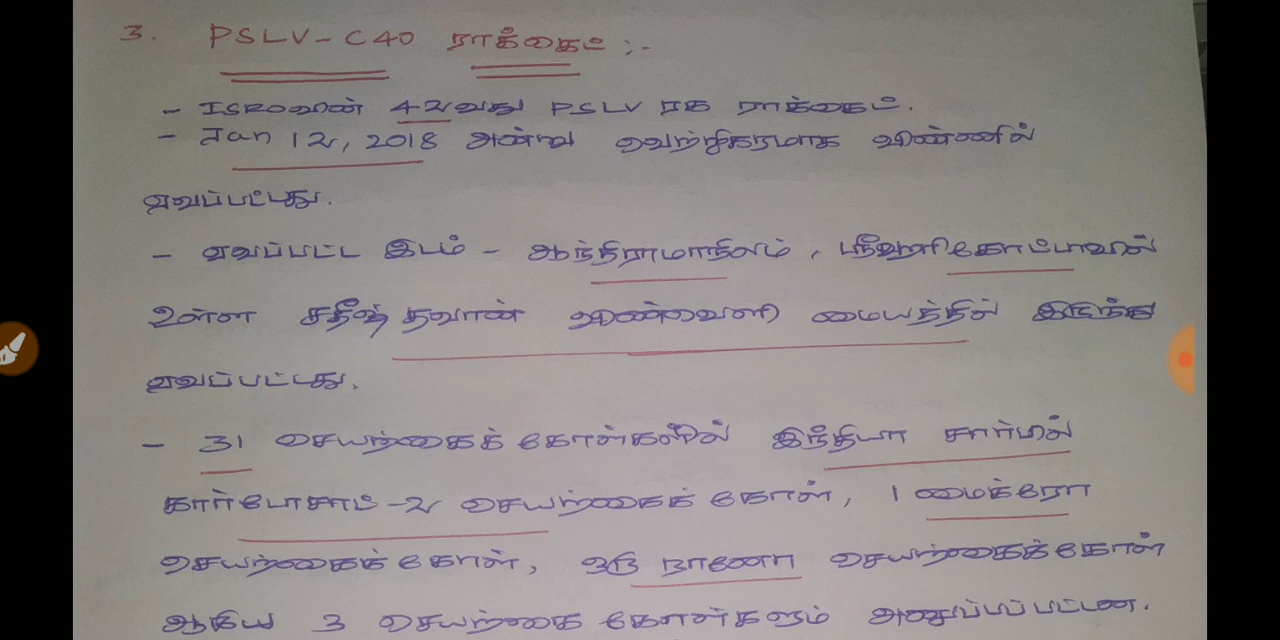 3. PSLV-C40 ராக்கெட் :-
- ISROவின் 42வது PSLV ரக ராக்கெட்.
- Jan 12, 2018 அன்று வெற்றிகரமாக விண்ணில்
ஏவப்பட்டது.
- ஏவப்பட்ட இடம் - ஆந்திராமாநிலம், ஸ்ரீஹரிகோட்டாவில்
உள்ள சதீஷ் தவான் விண்வெளி மையத்தில் இருந்து
ஏவப்பட்டது.
- 31 செயற்கைக் கோள்களில் இந்தியா சார்பில்
கார்டோசாட்-2 செயற்கைக் கோள், 1 மைக்ரோ
செயற்கைக் கோள், ஒரு நானோ செயற்கைக்கோள்
ஆகிய 3 செயற்கை கோள்களும் அனுப்பப்பட்டன.